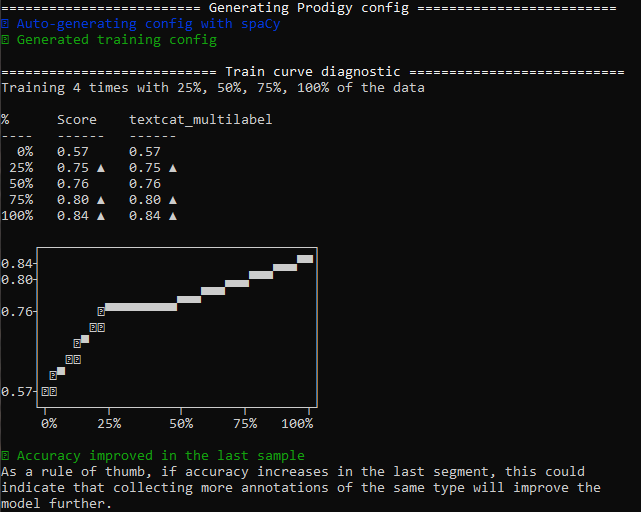 ========================= Generating Prodigy config =========================
Auto-generating config with spaCy
Generated training config
=========================== Train curve diagnostic ===========================
Training 4 times with 25%, 50%, 75%, 100% of the data
%      Score    textcat_multilabel
----   ------   ------
0%   0.57     0.57
25%   0.75 ▲   0.75 ▲
50%   0.76     0.76
75%   0.80 ▲   0.80 ▲
100%   0.84 ▲   0.84 ▲
0.84
0.80
0.76
0.57
0%      25%      50%      75%   100%
Accuracy improved in the last sample
As a rule of thumb, if accuracy increases in the last segment, this could
indicate that collecting more annotations of the same type will improve the
model further.